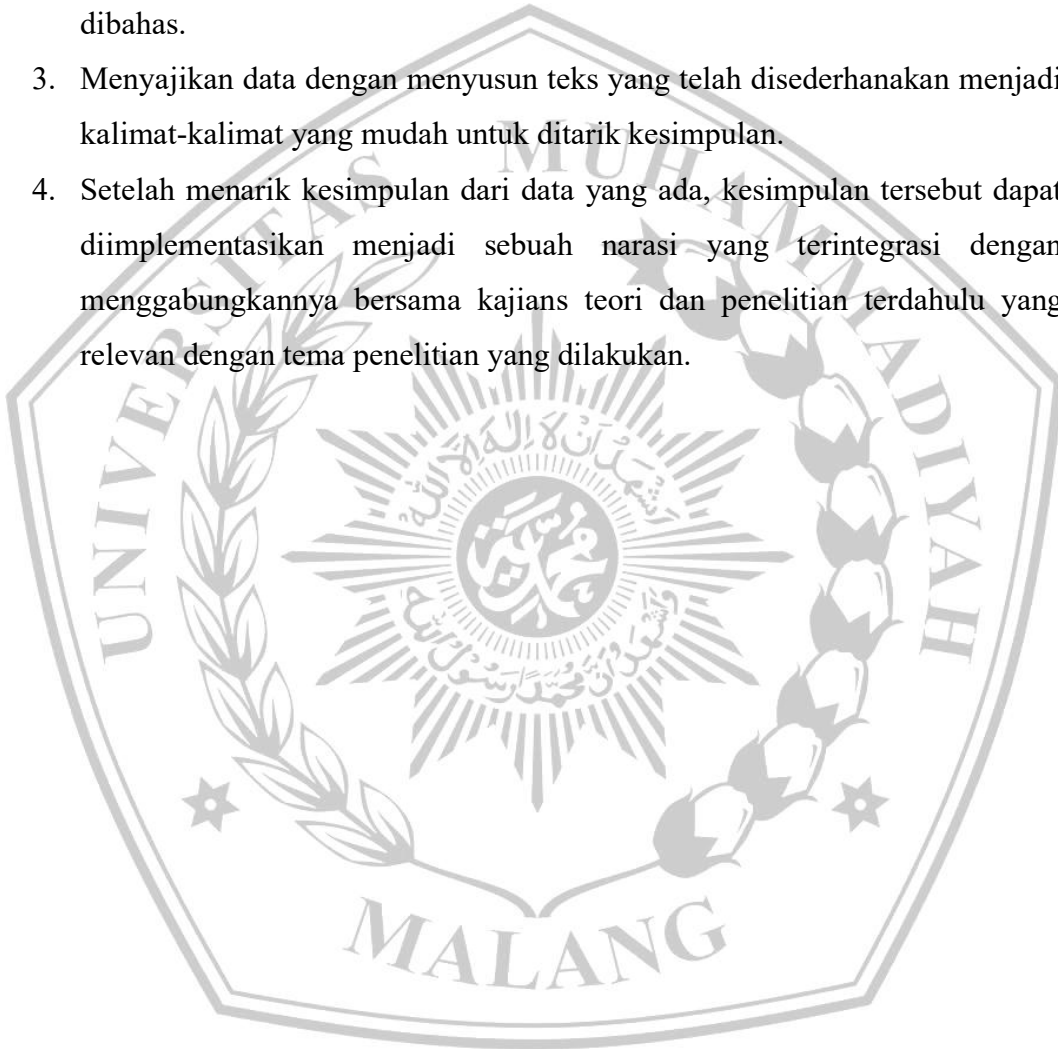 dibahas.
3. Menyajikan data dengan menyusun teks yang telah disederhanakan menjadi
kalimat-kalimat yang mudah untuk ditarik kesimpulan.
4. Setelah menarik kesimpulan dari data yang ada, kesimpulan tersebut dapat
diimplementasikan menjadi sebuah narasi yang terintegrasi dengan
menggabungkannya bersama kajians teori dan penelitian terdahulu yang
relevan dengan tema penelitian yang dilakukan.
UNIVERSITAS MUHAMMADIYAH
MALANG